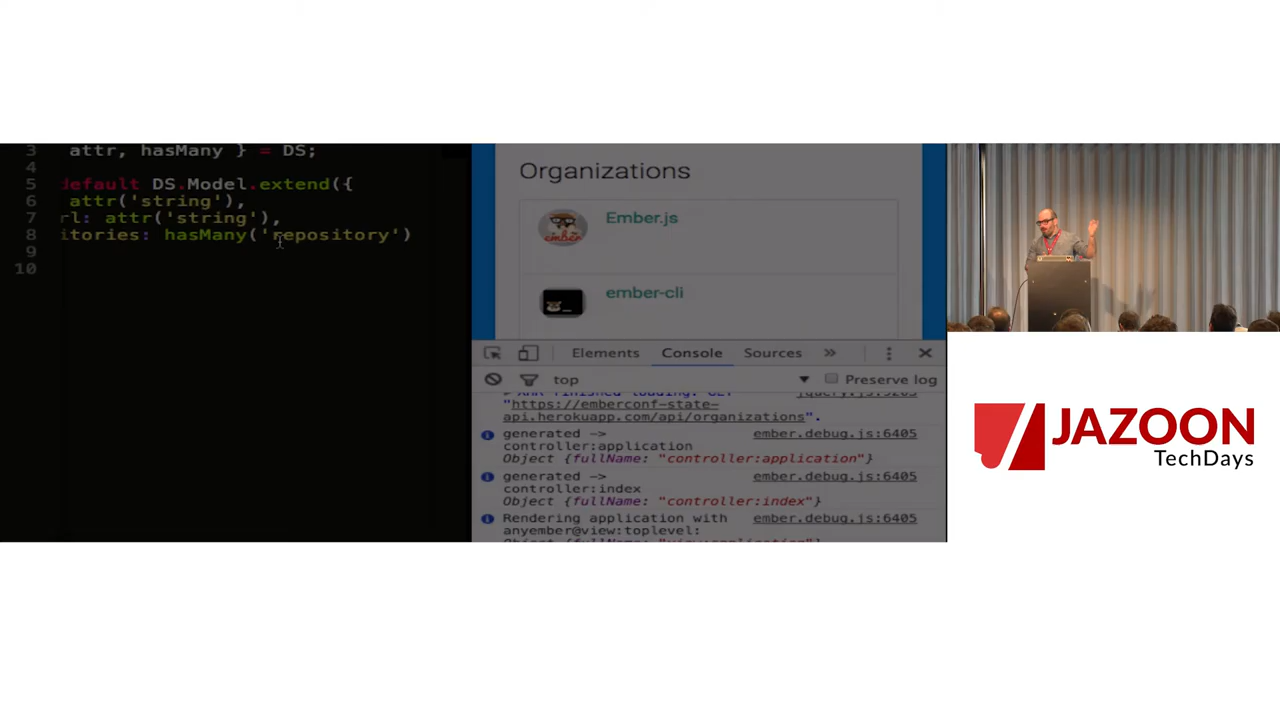 3 attr, hasMany } = DS;
4
5 default DS.Model.extend({
6 attr('string'),
7 rl: attr('string'),
8 itories: hasMany('repository')
9
10
Organizations
Ember.js
ember
ember-cli
Elements Console Sources »
top Preserve log
"https://emberconf-state-
api.herokuapp.com/api/organizations".
generated -> ember.debug.js:6405
controller:application
Object {fullName: "controller:application"}
generated -> ember.debug.js:6405
controller:index
Object {fullName: "controller:index"}
Rendering application with ember.debug.js:6405
anyember@view:toplevel:
JAZOON
TechDays